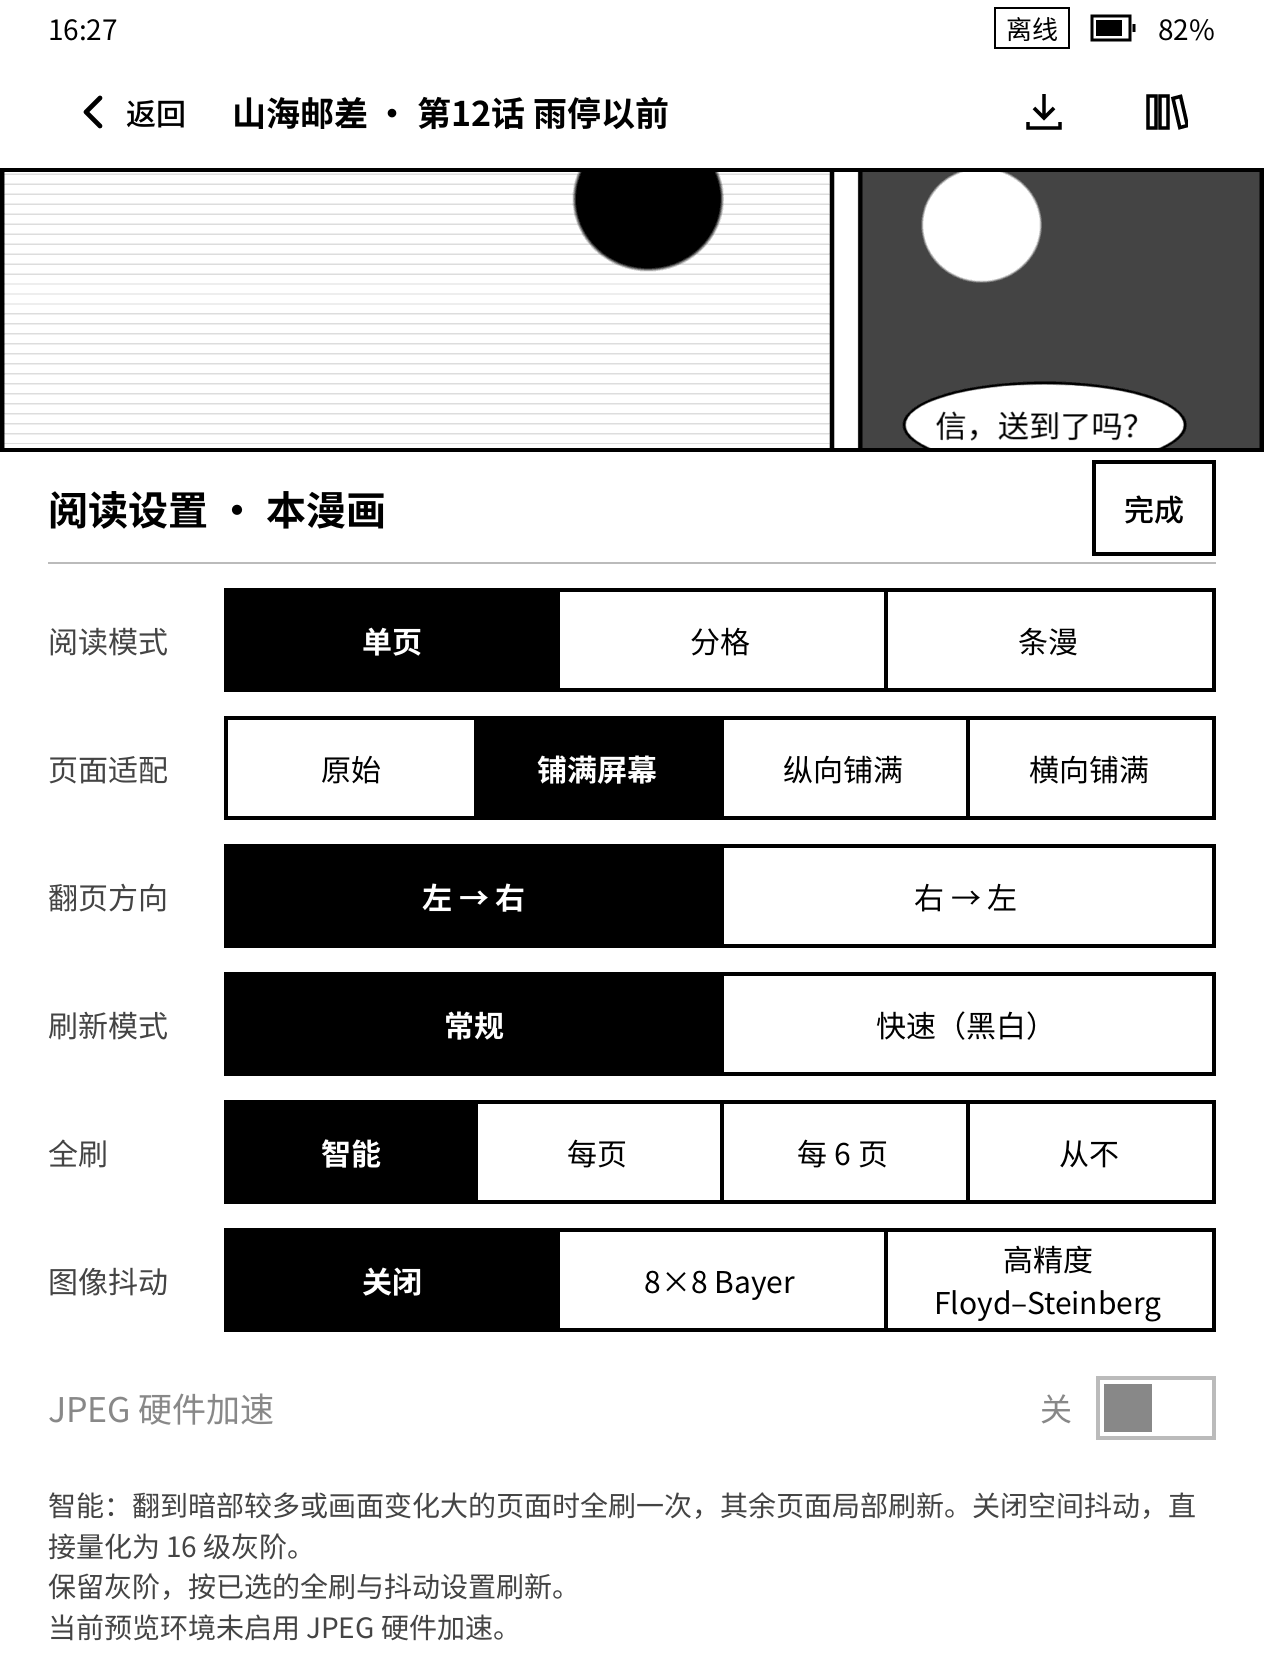 16:27 离线 82%
返回 山海邮差 · 第12话 雨停以前
信，送到了吗？
阅读设置 · 本漫画 完成
阅读模式 单页 分格 条漫
页面适配 原始 铺满屏幕 纵向铺满 横向铺满
翻页方向 左→右 右→左
刷新模式 常规 快速（黑白）
全刷 智能 每页 每 6 页 从不
图像抖动 关闭 8×8 Bayer 高精度
Floyd–Steinberg
JPEG 硬件加速 关
智能：翻到暗部较多或画面变化大的页面时全刷一次，其余页面局部刷新。关闭空间抖动，直
接量化为 16 级灰阶。
保留灰阶，按已选的全刷与抖动设置刷新。
当前预览环境未启用 JPEG 硬件加速。